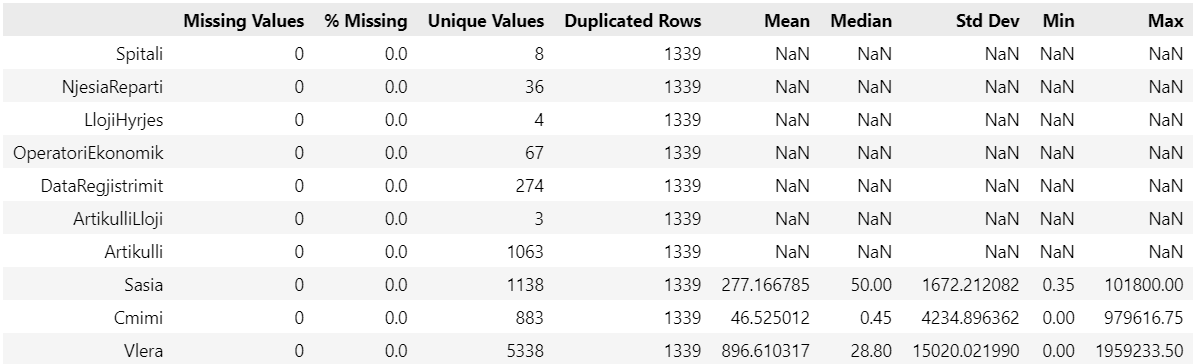 Missing Values % Missing Unique Values Duplicated Rows Mean Median Std Dev Min Max
Spitali 0 0.0 8 1339 NaN NaN NaN NaN NaN
NjesiaReparti 0 0.0 36 1339 NaN NaN NaN NaN NaN
LlojiHyrjes 0 0.0 4 1339 NaN NaN NaN NaN NaN
OperatoriEkonomik 0 0.0 67 1339 NaN NaN NaN NaN NaN
DataRegjistrimit 0 0.0 274 1339 NaN NaN NaN NaN NaN
ArtikulliLloji 0 0.0 3 1339 NaN NaN NaN NaN NaN
Artikulli 0 0.0 1063 1339 NaN NaN NaN NaN NaN
Sasia 0 0.0 1138 1339 277.166785 50.00 1672.212082 0.35 101800.00
Cmimi 0 0.0 883 1339 46.525012 0.45 4234.896362 0.00 979616.75
Vlera 0 0.0 5338 1339 896.610317 28.80 15020.021990 0.00 1959233.50